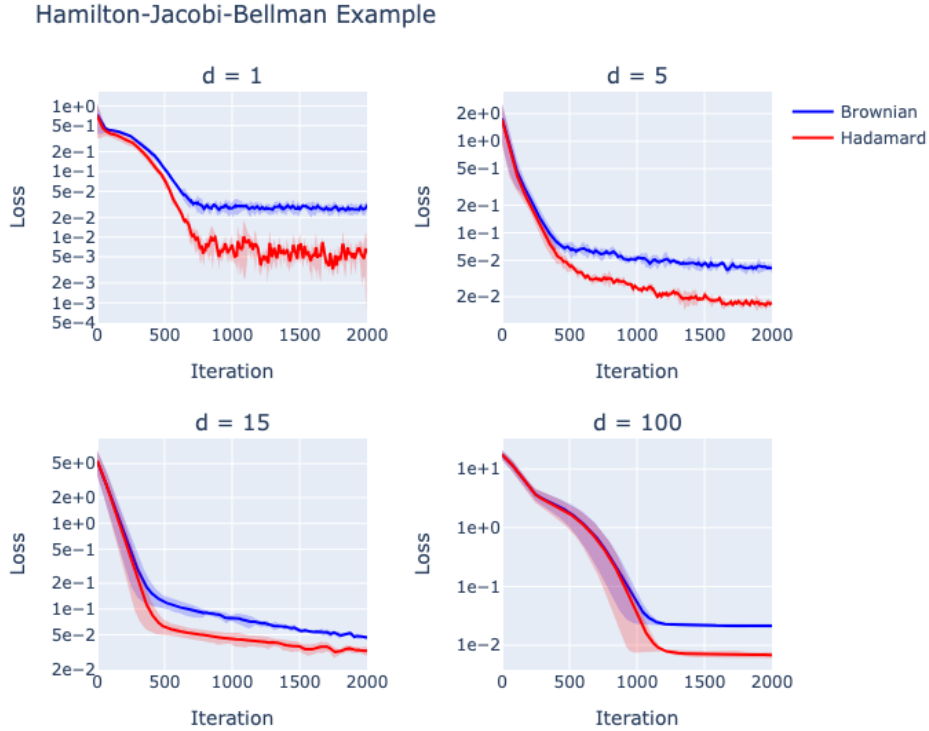 Hamilton-Jacobi-Bellman Example
d = 1
1e+0
5e−1
2e−1
1e−1
5e−2
2e−2
1e−2
5e−3
2e−3
1e−3
5e−4
Loss
0 500 1000 1500 2000
Iteration
d = 5
2e+0
1e+0
5e−1
2e−1
1e−1
5e−2
2e−2
Loss
0 500 1000 1500 2000
Iteration
Brownian
Hadamard
d = 15
5e+0
2e+0
1e+0
5e−1
2e−1
1e−1
5e−2
2e−2
Loss
0 500 1000 1500 2000
Iteration
d = 100
1e+1
1e+0
1e−1
1e−2
Loss
0 500 1000 1500 2000
Iteration